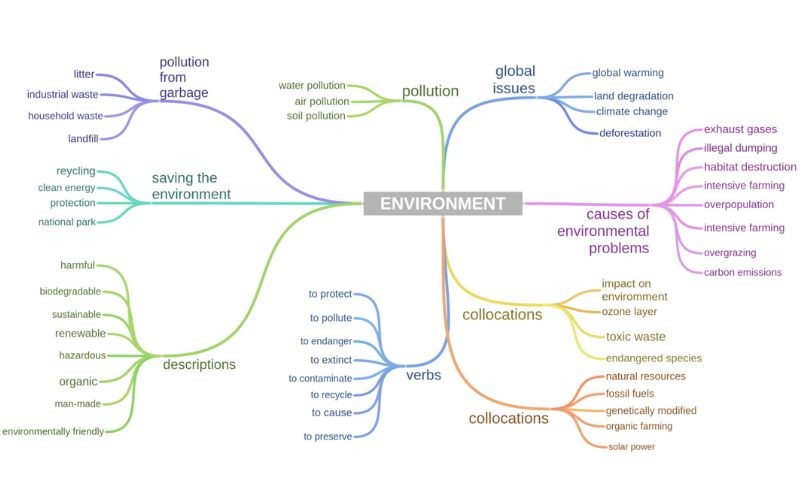 pollution
from
garbage
litter
industrial waste
household waste
landfill
saving the
environment
reycling
clean energy
protection
national park
descriptions
harmful
biodegradable
sustainable
renewable
hazardous
organic
man-made
environmentally friendly
pollution
water pollution
air pollution
soil pollution
global
issues
global warming
land degradation
climate change
deforestation
ENVIRONMENT
causes of
environmental
problems
exhaust gases
illegal dumping
habitat destruction
intensive farming
overpopulation
intensive farming
overgrazing
carbon emissions
collocations
impact on
enviromment
ozone layer
toxic waste
endangered species
verbs
to protect
to pollute
to endanger
to extinct
to contaminate
to recycle
to cause
to preserve
collocations
natural resources
fossil fuels
genetically modified
organic farming
solar power